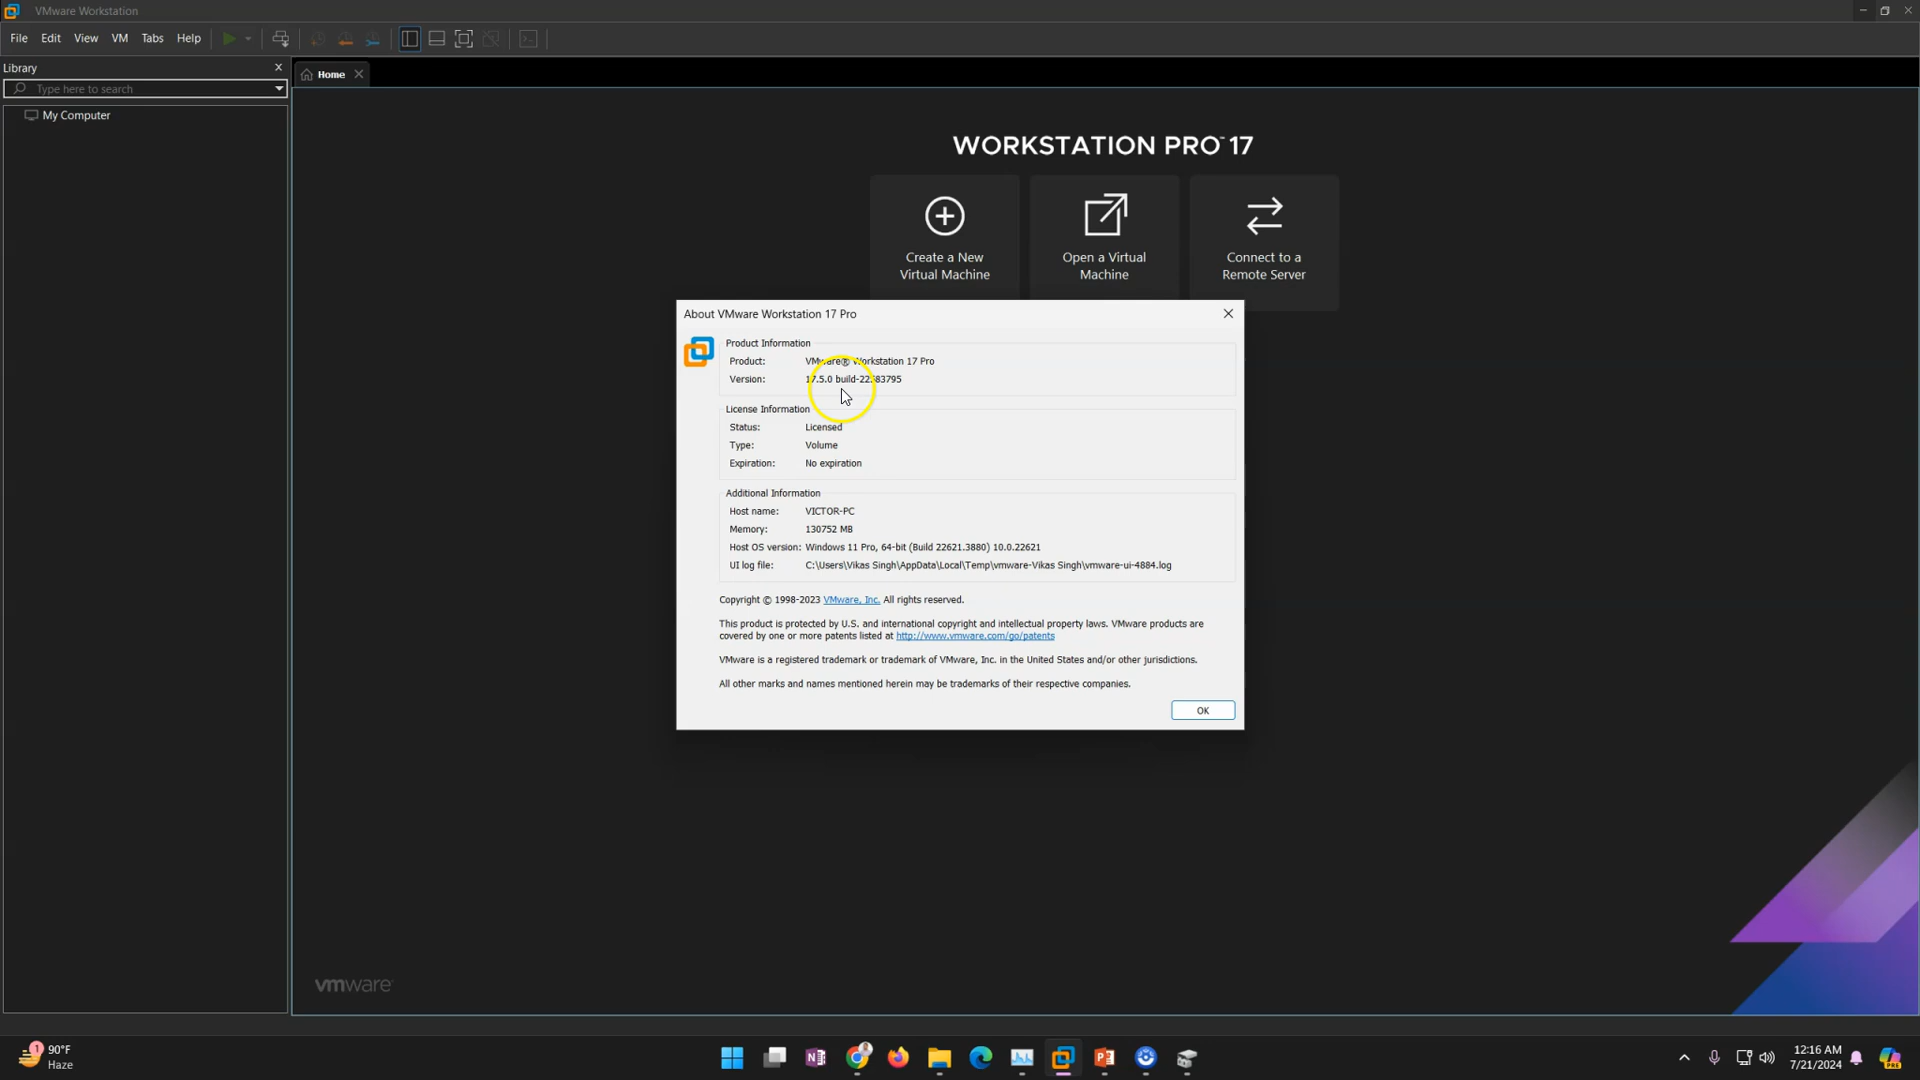 VMware Workstation
File Edit View VM Tabs Help
Library
Type here to search
My Computer
Home
WORKSTATION PRO™ 17
Create a New
Virtual Machine
Open a Virtual
Machine
Connect to a
Remote Server
About VMware Workstation 17 Pro
Product Information
Product: VMware® Workstation 17 Pro
Version: 17.5.0 build-22583795
License Information
Status: Licensed
Type: Volume
Expiration: No expiration
Additional Information
Host name: VICTOR-PC
Memory: 130752 MB
Host OS version: Windows 11 Pro, 64-bit (Build 22621.3880) 10.0.22621
UI log file: C:\Users\Vikas Singh\AppData\Local\Temp\vmware-Vikas Singh\vmware-ui-4884.log
Copyright © 1998-2023 VMware, Inc. All rights reserved.
This product is protected by U.S. and international copyright and intellectual property laws. VMware products are
covered by one or more patents listed at http://www.vmware.com/go/patents
VMware is a registered trademark or trademark of VMware, Inc. in the United States and/or other jurisdictions.
All other marks and names mentioned herein may be trademarks of their respective companies.
OK
vmware
1
90°F
Haze
N
P
PRE
12:16 AM
7/21/2024